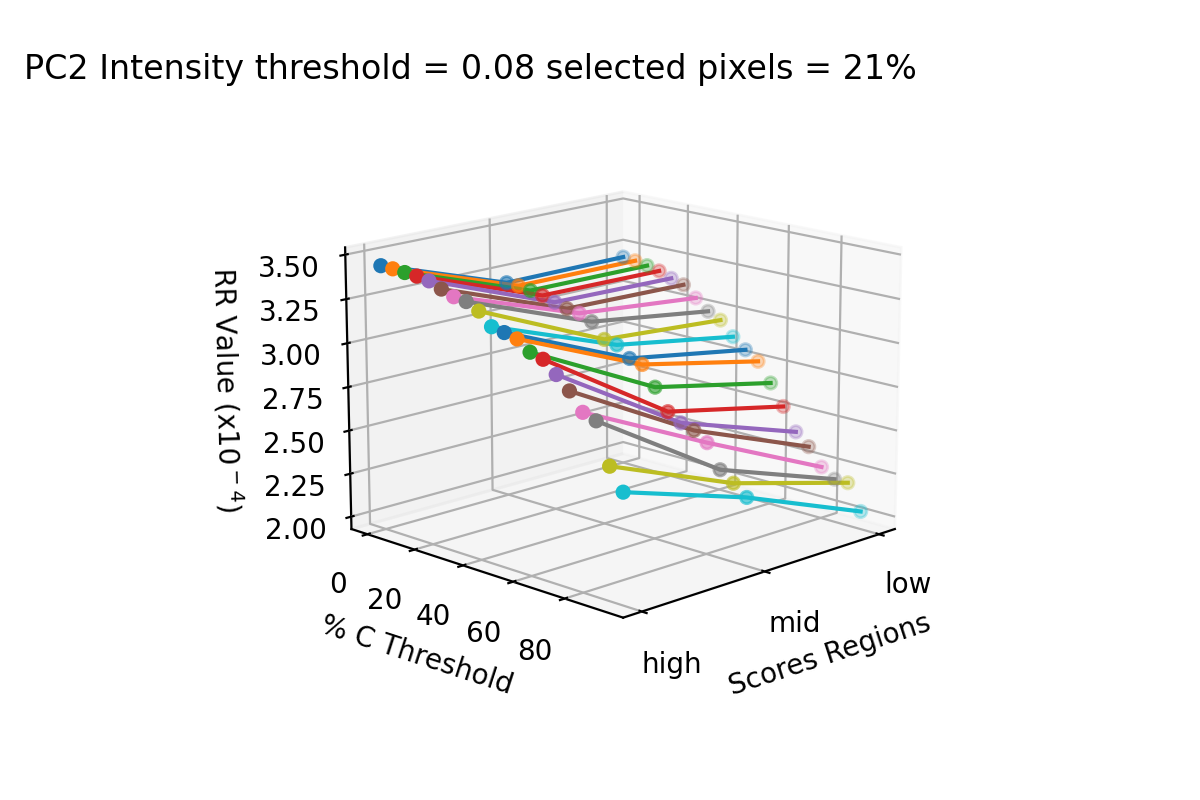 PC2 Intensity threshold = 0.08 selected pixels = 21%
RR Value (x10⁻⁴)
3.50
3.25
3.00
2.75
2.50
2.25
2.00
0
20
40
60
80
% C Threshold
high
mid
low
Scores Regions